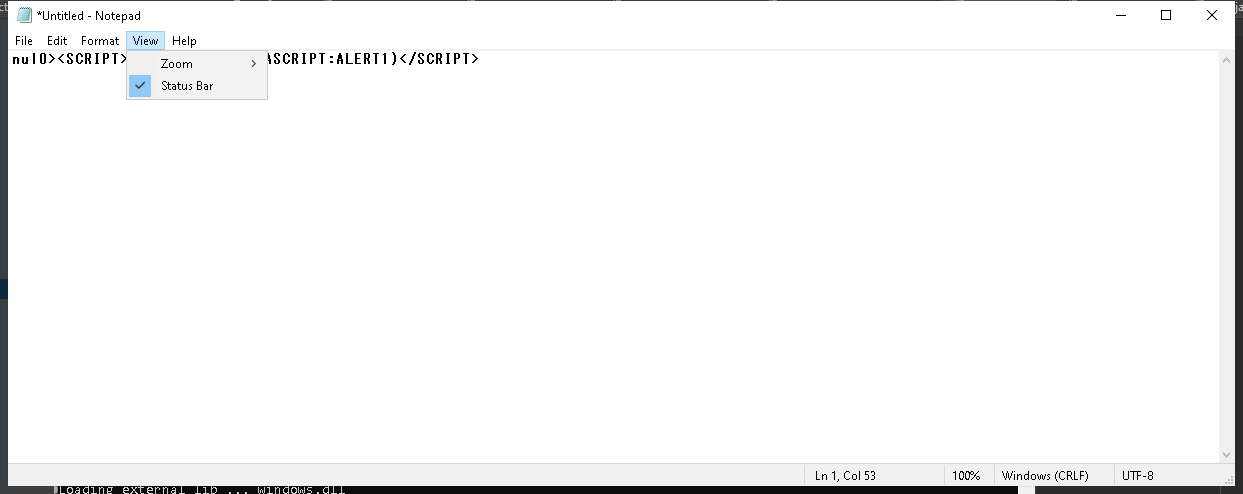 *Untitled - Notepad
File Edit Format View Help
nul0><SCRIPT> ASCRIPT:ALERT1)</SCRIPT>
Zoom
Status Bar
Ln 1, Col 53 100% Windows (CRLF) UTF-8
Loading external lib ... windows.dll